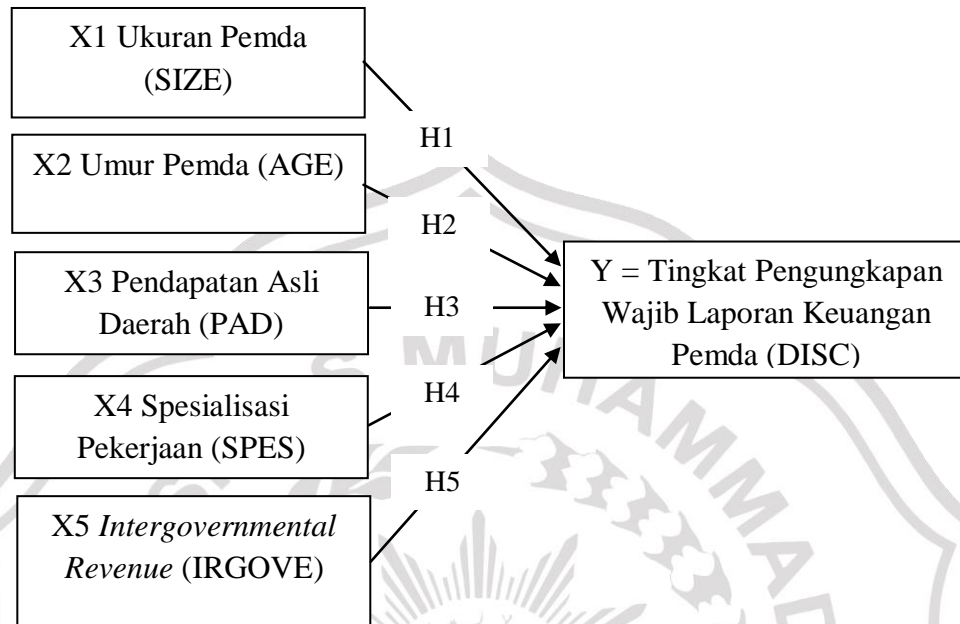 X1 Ukuran Pemda
(SIZE)
H1
X2 Umur Pemda (AGE)
H2
X3 Pendapatan Asli
Daerah (PAD)
H3
X4 Spesialisasi
Pekerjaan (SPES)
H4
X5 Intergovernmental
Revenue (IRGOVE)
H5
Y = Tingkat Pengungkapan
Wajib Laporan Keuangan
Pemda (DISC)